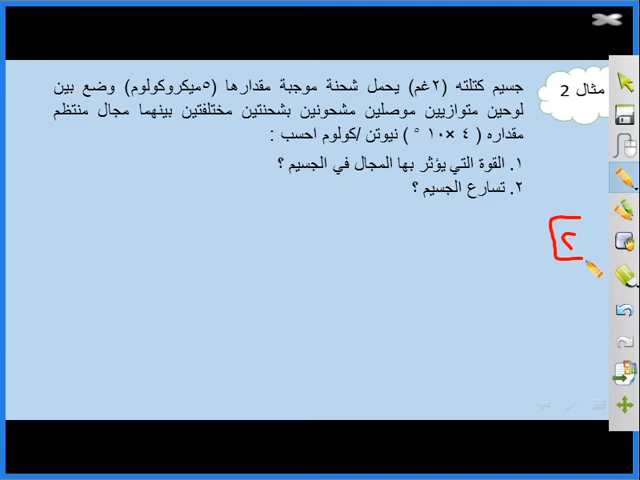 مثال 2
جسيم كتلته (٢غم) يحمل شحنة موجبة مقدارها (٥ميكروكولوم) وضع بين
لوحين متوازيين موصلين مشحونين بشحنتين مختلفتين بينهما مجال منتظم
مقداره ( ٤ ×١٠ ° ) نيوتن /كولوم احسب :
١. القوة التي يؤثر بها المجال في الجسيم ؟
٢. تسارع الجسيم ؟
٢